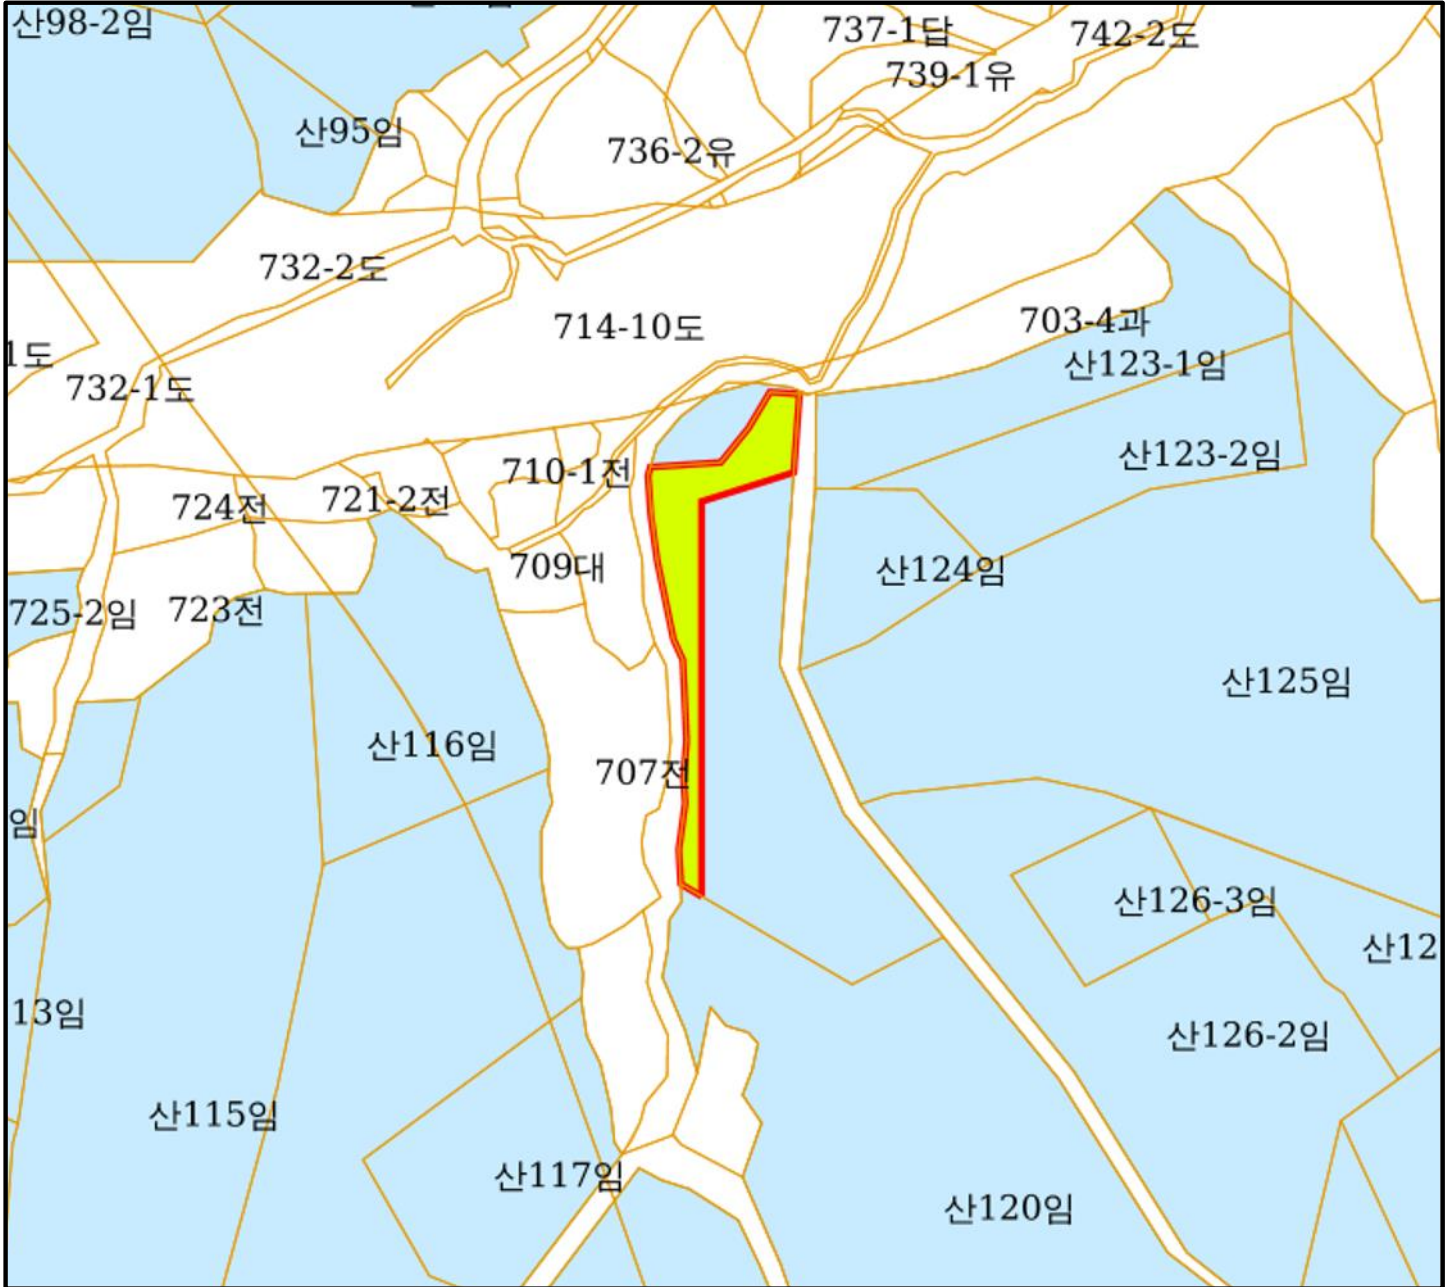 산98-2임
737-1답
742-2도
739-1유
산95임
736-2유
732-2도
714-10도
703-4과
1도
산123-1임
732-1도
산123-2임
710-1전
721-2전
724전
709대
산124임
725-2임
723전
산125임
산116임
707전
임
산126-3임
산12
13임
산126-2임
산115임
산117임
산120임